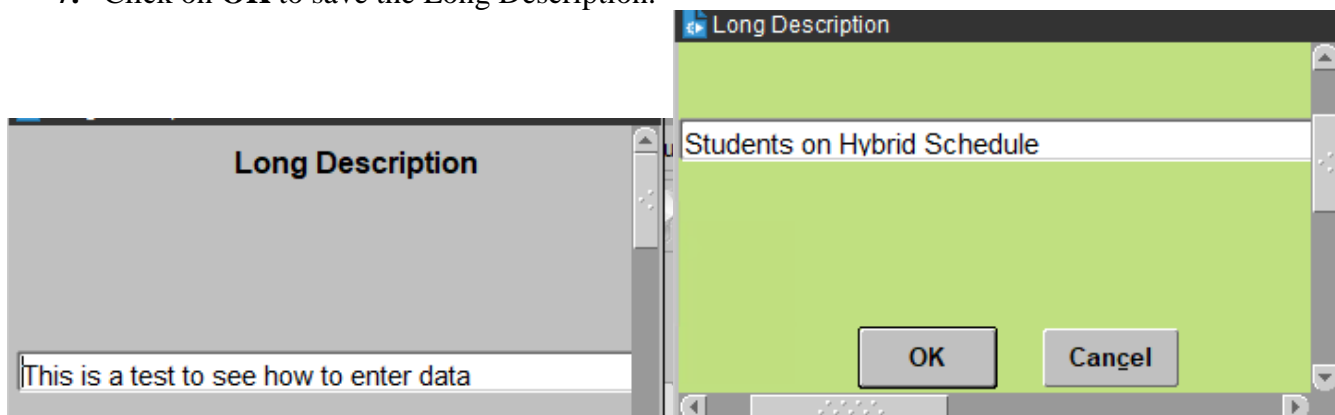 7. Click on OK to save the Long Description.
Long Description
Students on Hybrid Schedule
OK
Cancel
Long Description
This is a test to see how to enter data